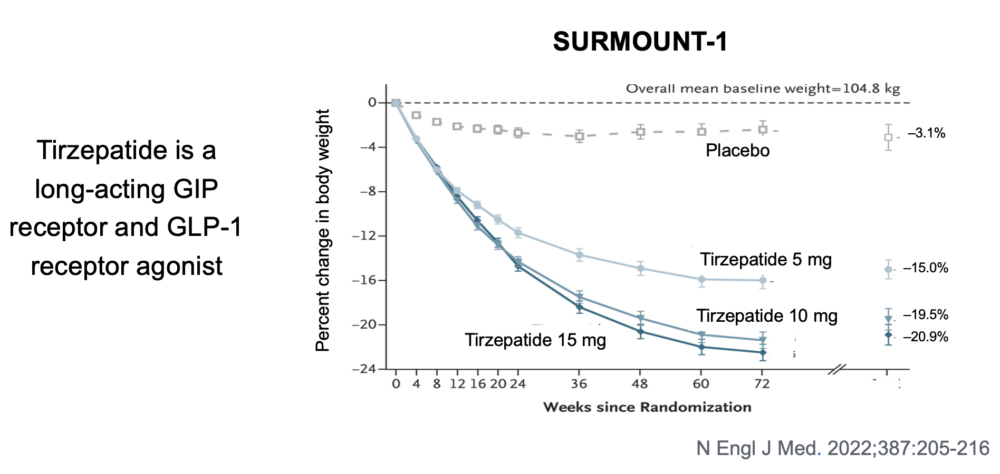 SURMOUNT-1
Tirzepatide is a
long-acting GIP
receptor and GLP-1
receptor agonist
Percent change in body weight
Overall mean baseline weight=104.8 kg
0
–4
–8
–12
–16
–20
–24
Placebo
Tirzepatide 5 mg
Tirzepatide 10 mg
Tirzepatide 15 mg
–3.1%
–15.0%
–19.5%
–20.9%
0 4 8 12 16 20 24 36 48 60 72
Weeks since Randomization
N Engl J Med. 2022;387:205-216